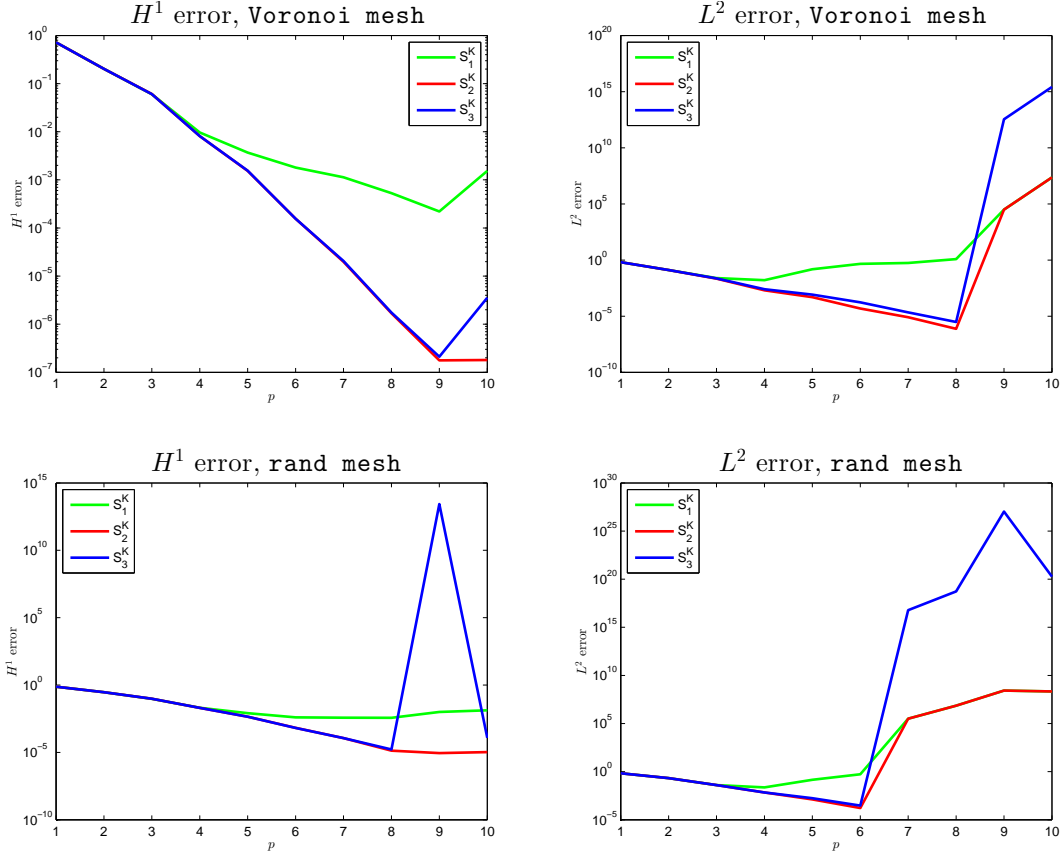 H^1 error, Voronoi mesh
10^0
10^−1
10^−2
10^−3
10^−4
10^−5
10^−6
10^−7
H^1 error
1 2 3 4 5 6 7 8 9 10
p
S_1^K
S_2^K
S_3^K
L^2 error, Voronoi mesh
10^20
10^15
10^10
10^5
10^0
10^−5
10^−10
L^2 error
1 2 3 4 5 6 7 8 9 10
p
S_1^K
S_2^K
S_3^K
H^1 error, rand mesh
10^15
10^10
10^5
10^0
10^−5
10^−10
H^1 error
1 2 3 4 5 6 7 8 9 10
p
S_1^K
S_2^K
S_3^K
L^2 error, rand mesh
10^30
10^25
10^20
10^15
10^10
10^5
10^0
10^−5
L^2 error
1 2 3 4 5 6 7 8 9 10
p
S_1^K
S_2^K
S_3^K